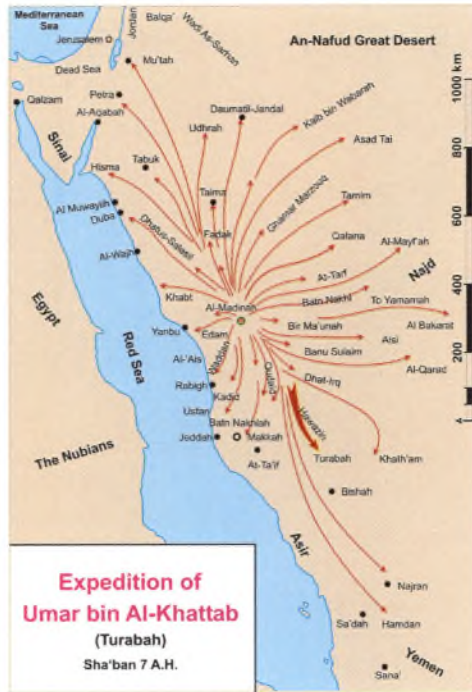 Mediterranean
Sea
Balqa'
Jordan
Wadi As-Sarhan
Jerusalem
An-Nafud Great Desert
Dead Sea
Mu'tah
Petra
Qalzam
Al-Aqabah
Daumatil-Jandal
Kalb bin Wabarah
Udhrah
Asad Tai
Sinai
Tabuk
Hisma
Taima
Ghamar Marzouq
Tamim
Al Muwaylih
Duba
Dhatus-Salasil
Fadak
Qatana
Al-Mayf'ah
Al-Wajh
At-Tarf
Najd
Khabt
Al-Madinah
Batn Nakhl
To Yamamah
Egypt
Yanbu
Edam
Bir Ma'unah
Al Bakarat
Red Sea
Waddan
Al-'Ais
Banu Sulaim
Alsi
Qudaid
Al-Qarad
Rabigh
Kadid
Dhat-Irq
Usfan
Hawazin
Batn Nakhlah
Jeddah
Makkah
The Nubians
At-Ta'if
Turabah
Khath'am
Bishah
Asir
Najran
Sa'dah
Hamdan
Yemen
Sana'
1000 km
800
600
400
200
Expedition of
Umar bin Al-Khattab
(Turabah)
Sha'ban 7 A.H.